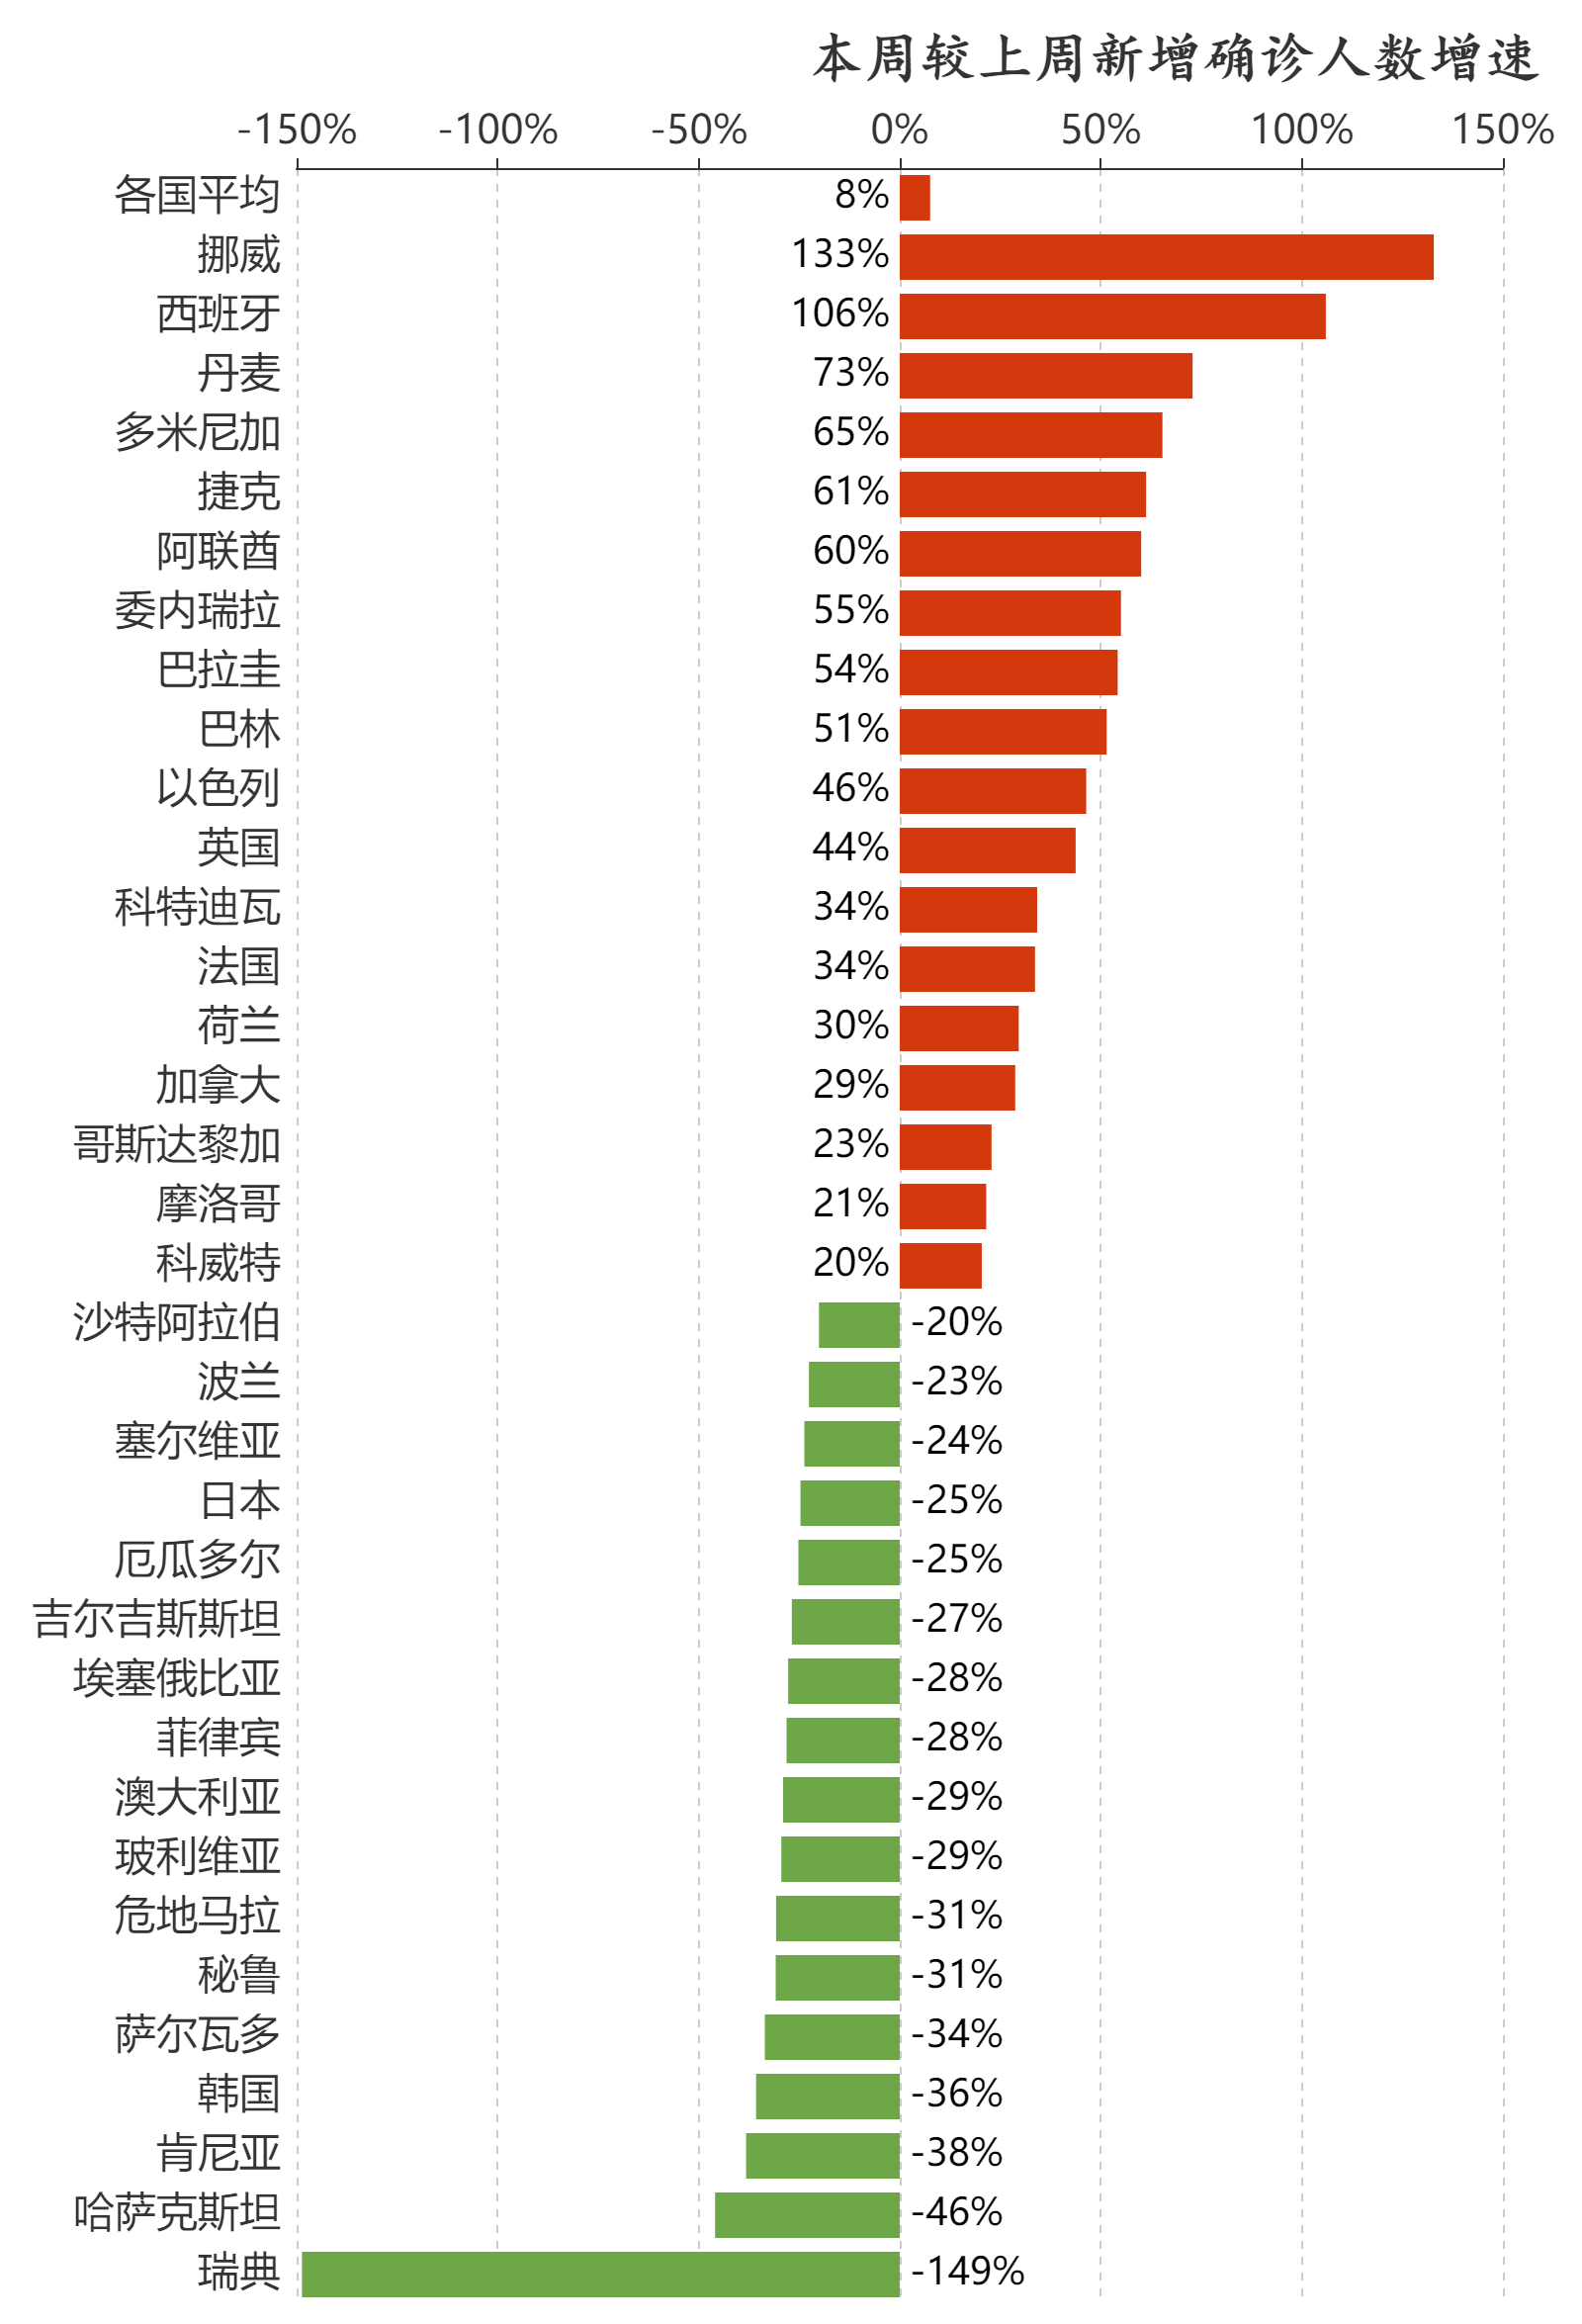 本周较上周新增确诊人数增速
-150% -100% -50% 0% 50% 100% 150%
各国平均 8%
挪威 133%
西班牙 106%
丹麦 73%
多米尼加 65%
捷克 61%
阿联酋 60%
委内瑞拉 55%
巴拉圭 54%
巴林 51%
以色列 46%
英国 44%
科特迪瓦 34%
法国 34%
荷兰 30%
加拿大 29%
哥斯达黎加 23%
摩洛哥 21%
科威特 20%
沙特阿拉伯 -20%
波兰 -23%
塞尔维亚 -24%
日本 -25%
厄瓜多尔 -25%
吉尔吉斯斯坦 -27%
埃塞俄比亚 -28%
菲律宾 -28%
澳大利亚 -29%
玻利维亚 -29%
危地马拉 -31%
秘鲁 -31%
萨尔瓦多 -34%
韩国 -36%
肯尼亚 -38%
哈萨克斯坦 -46%
瑞典 -149%